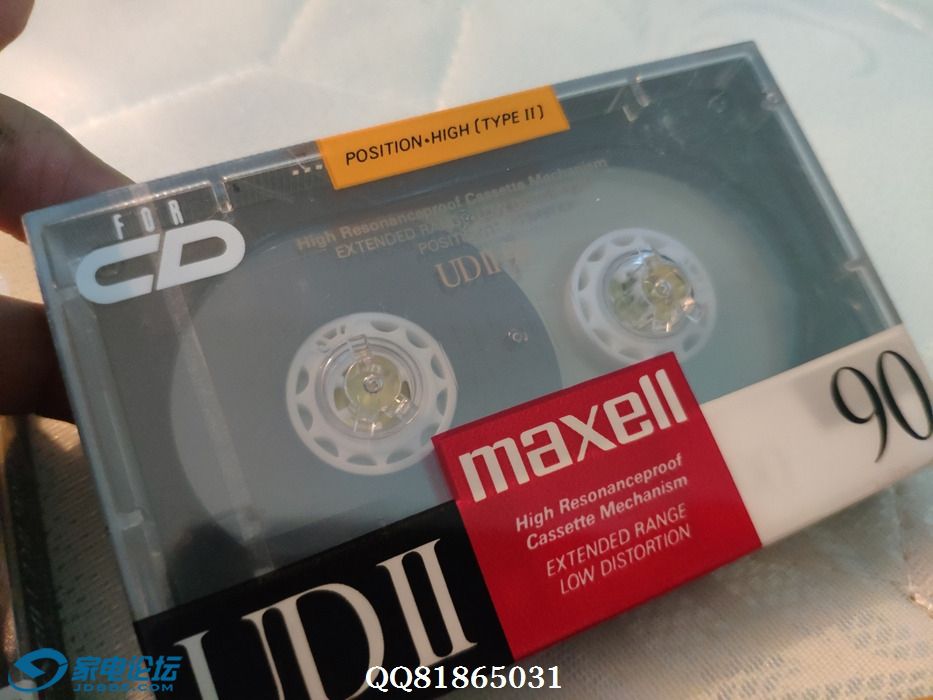 POSITION•HIGH (TYPE II)
FOR
CD
High Resonanceproof Cassette Mechanism
EXTENDED
POSIT
UDII
maxell
High Resonanceproof
Cassette Mechanism
EXTENDED RANGE
LOW DISTORTION
90
UDII
家电论坛
JDBBS.COM
QQ81865031